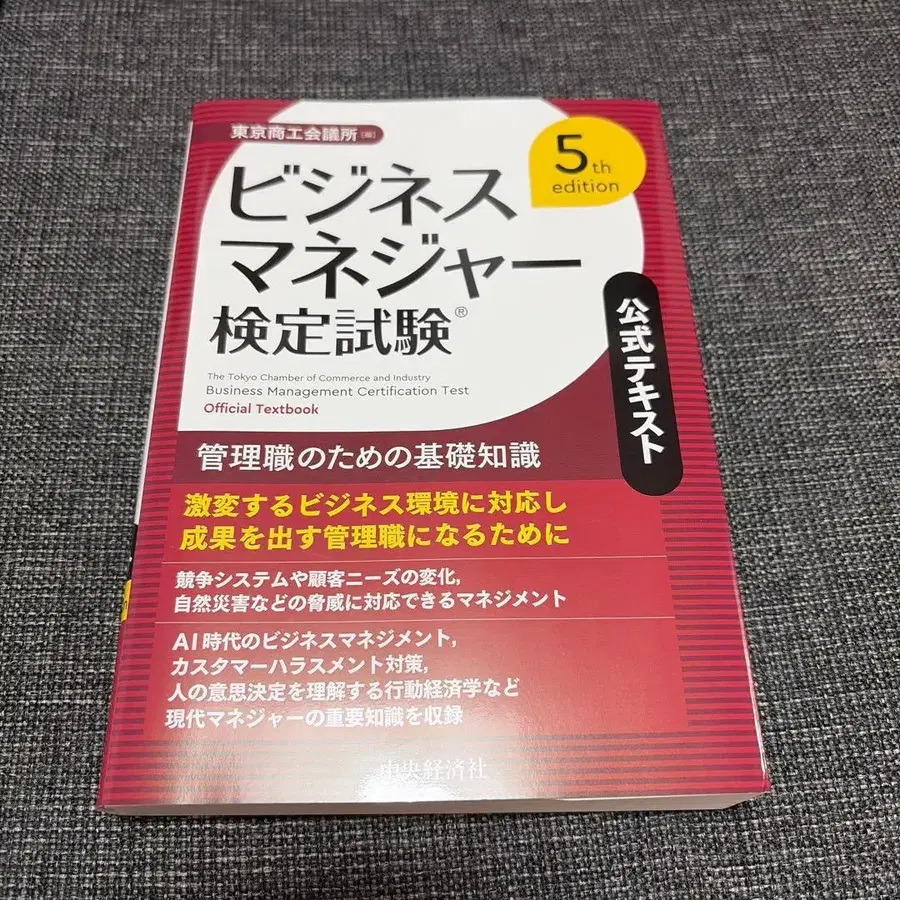 東京商工会議所[編]
5th
edition
ビジネス
マネジャー
検定試験®
公式テキスト
The Tokyo Chamber of Commerce and Industry
Business Management Certification Test
Official Textbook
管理職のための基礎知識
激変するビジネス環境に対応し
成果を出す管理職になるために
競争システムや顧客ニーズの変化,
自然災害などの脅威に対応できるマネジメント
AI時代のビジネスマネジメント,
カスタマーハラスメント対策,
人の意思決定を理解する行動経済学など
現代マネジャーの重要知識を収録
中央経済社